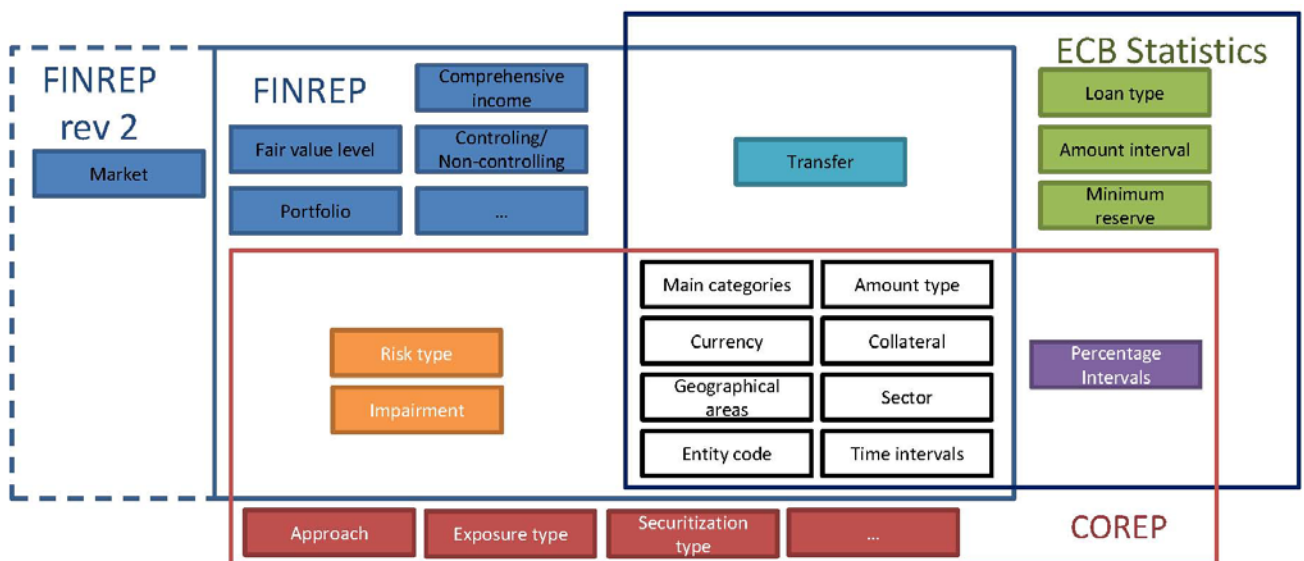 FINREP
rev 2
Market
FINREP
Comprehensive
income
Fair value level
Controling/
Non-controlling
Portfolio
...
Transfer
ECB Statistics
Loan type
Amount interval
Minimum
reserve
Risk type
Impairment
Main categories
Amount type
Currency
Collateral
Geographical
areas
Sector
Entity code
Time intervals
Percentage
Intervals
Approach
Exposure type
Securitization
type
...
COREP